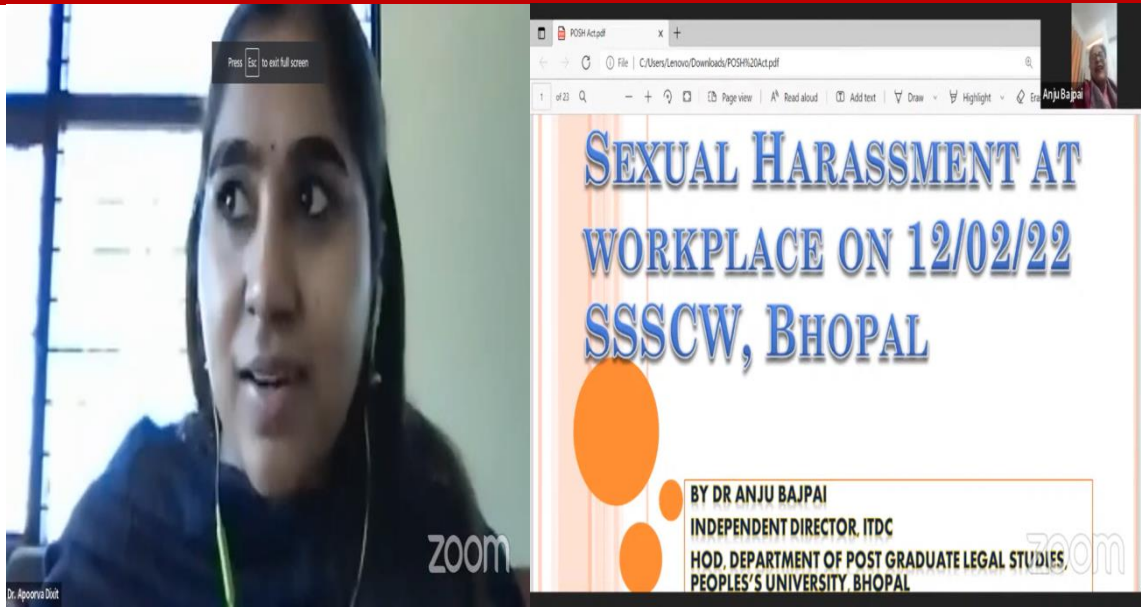 Press Esc to exit full screen
zoom
Dr. Apoorva Dixit
POSH Act.pdf
File | C:/Users/Lenovo/Downloads/POSH%20Act.pdf
1 of 23 Page view | Read aloud | Add text | Draw Highlight Era
Anju Bajpai
SEXUAL HARASSMENT AT
WORKPLACE ON 12/02/22
SSSCW, BHOPAL
BY DR ANJU BAJPAI
INDEPENDENT DIRECTOR, ITDC
HOD, DEPARTMENT OF POST GRADUATE LEGAL STUDIES,
PEOPLES'S UNIVERSITY, BHOPAL
zoom